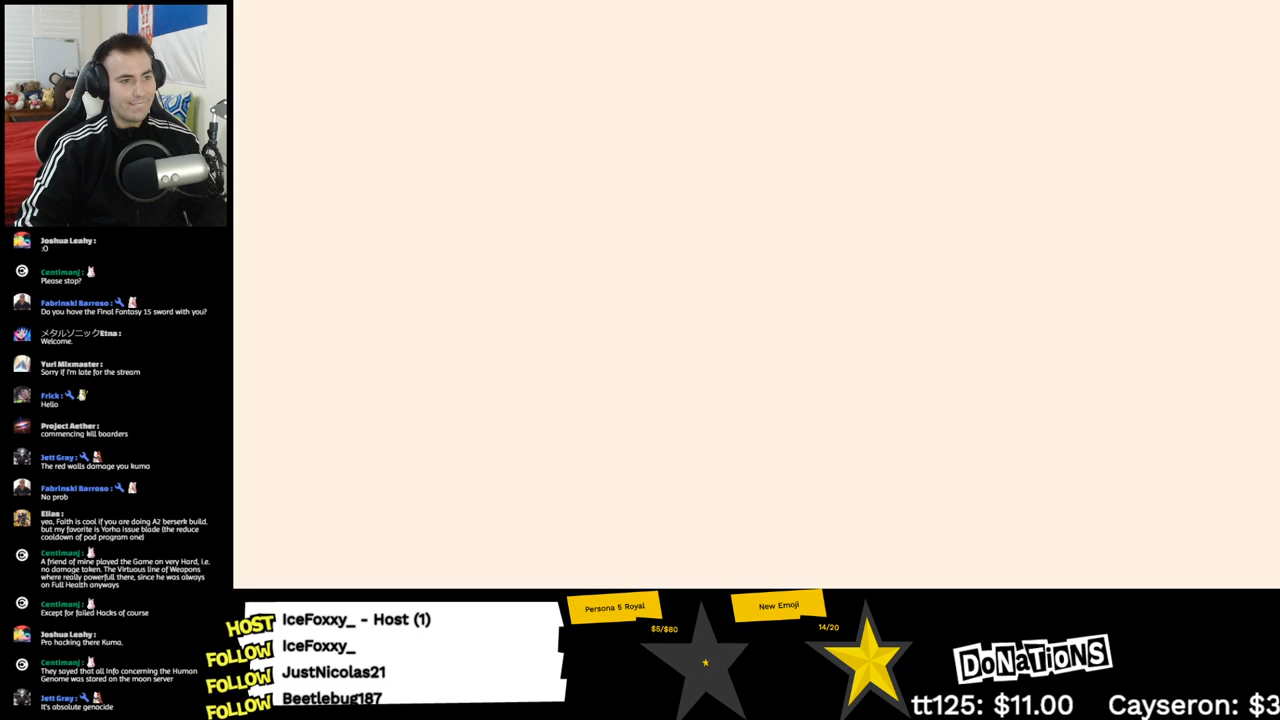 Joshua Leahy :
:O
Centimanj :
Please stop?
Fabrinski Barroso :
Do you have the Final Fantasy 15 sword with you?
メタルソニックEtna :
Welcome.
Yuri Mixmaster :
Sorry if I'm late for the stream
Frick :
Hello
Project Aether :
commencing kill boarders
Jett Gray :
The red walls damage you kuma
Fabrinski Barroso :
No prob
Elias :
yea, Faith is cool if you are doing A2 berserk build.
but my favorite is Yorha issue blade (the reduce
cooldown of pod program one)
Centimanj :
A friend of mine played the Game on very Hard, i.e.
no damage taken. The Virtuous line of Weapons
where really powerfull there, since he was always
on Full Health anyways
Centimanj :
Except for failed Hacks of course
Joshua Leahy :
Pro hacking there Kuma.
Centimanj :
They sayed that all Info concerning the Human
Genome was stored on the moon server
Jett Gray :
It's absolute genocide
HOST IceFoxxy_ - Host (1)
FOLLOW IceFoxxy_
FOLLOW JustNicolas21
FOLLOW Beetlebug187
Persona 5 Royal
$5/$80
New Emoji
14/20
DONATIONS
tt125: $11.00 Cayseron: $3